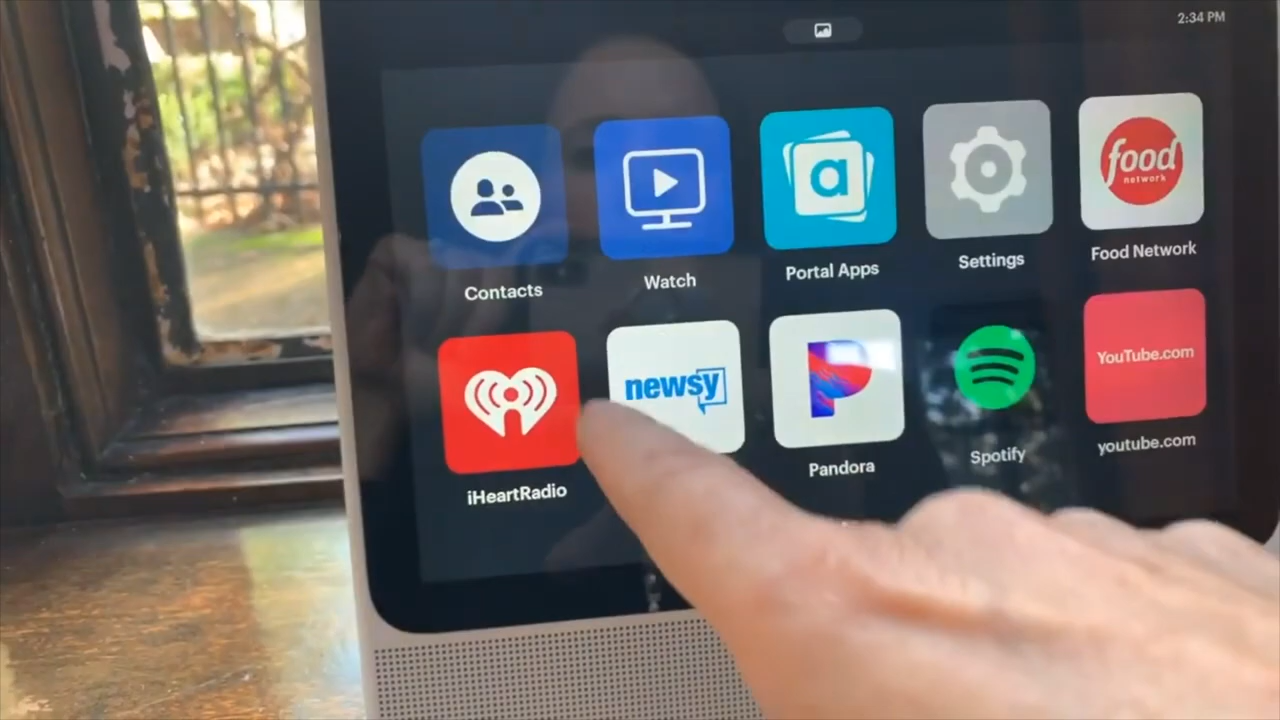 2:34 PM
a
food
network
Contacts
Watch
Portal Apps
Settings
Food Network
newsy
YouTube.com
iHeartRadio
Pandora
Spotify
youtube.com